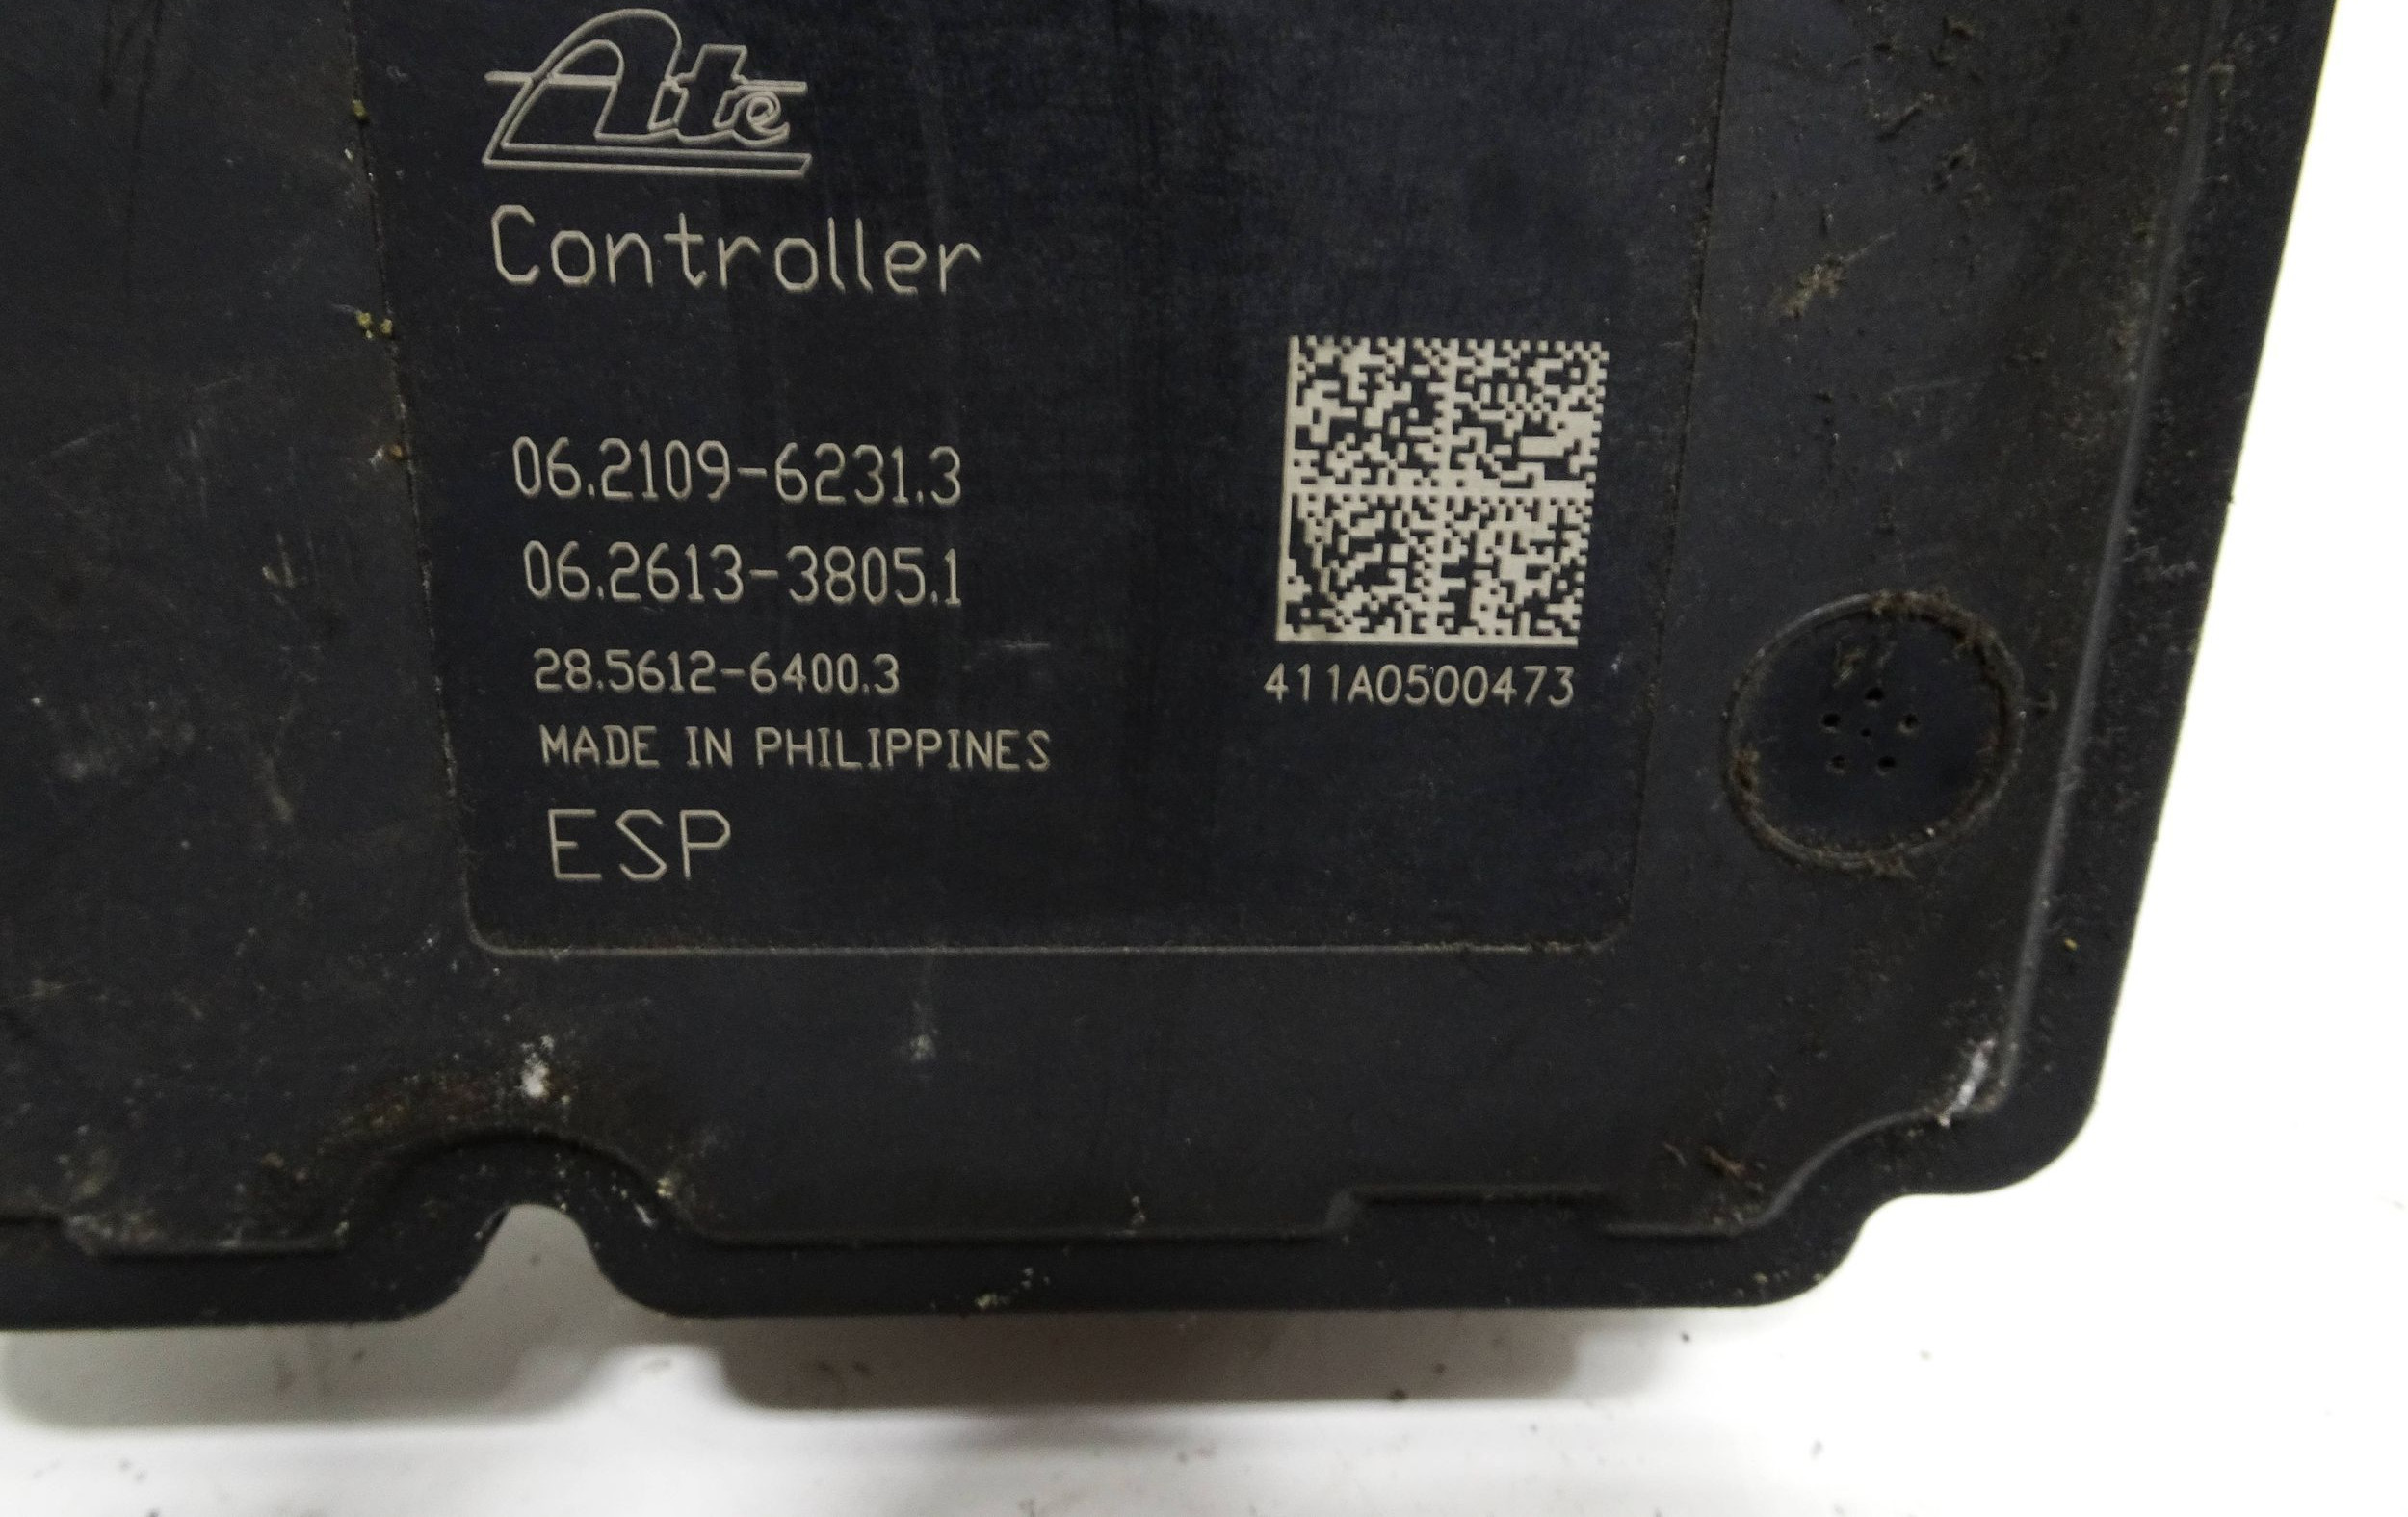 Ate
Controller
06.2109-6231.3
06.2613-3805.1
28.5612-6400.3
411A0500473
MADE IN PHILIPPINES
ESP